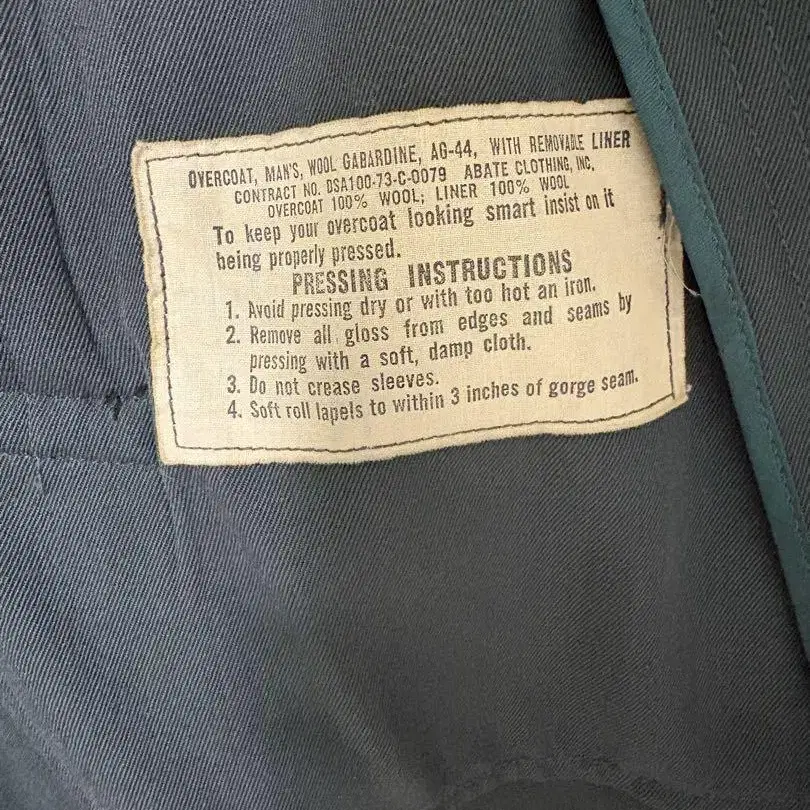 OVERCOAT, MAN'S, WOOL GABARDINE, AG-44, WITH REMOVABLE LINER
CONTRACT NO. DSA100-73-C-0079 ABATE CLOTHING, INC.
OVERCOAT 100% WOOL; LINER 100% WOOL
To keep your overcoat looking smart insist on it
being properly pressed.
PRESSING INSTRUCTIONS
1. Avoid pressing dry or with too hot an iron.
2. Remove all gloss from edges and seams by
pressing with a soft, damp cloth.
3. Do not crease sleeves.
4. Soft roll lapels to within 3 inches of gorge seam.